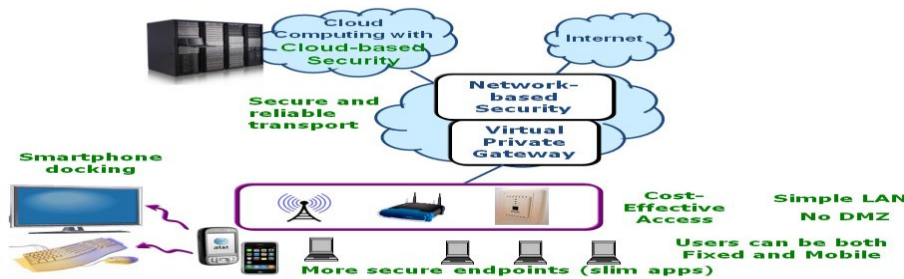 Cloud
Computing with
Cloud-based
Security
Internet
Network-
based
Security
Secure and
reliable
transport
Virtual
Private
Gateway
Smartphone
docking
Cost-
Effective
Access
Simple LAN
No DMZ
at&t
Users can be both
Fixed and Mobile
More secure endpoints (slim apps)